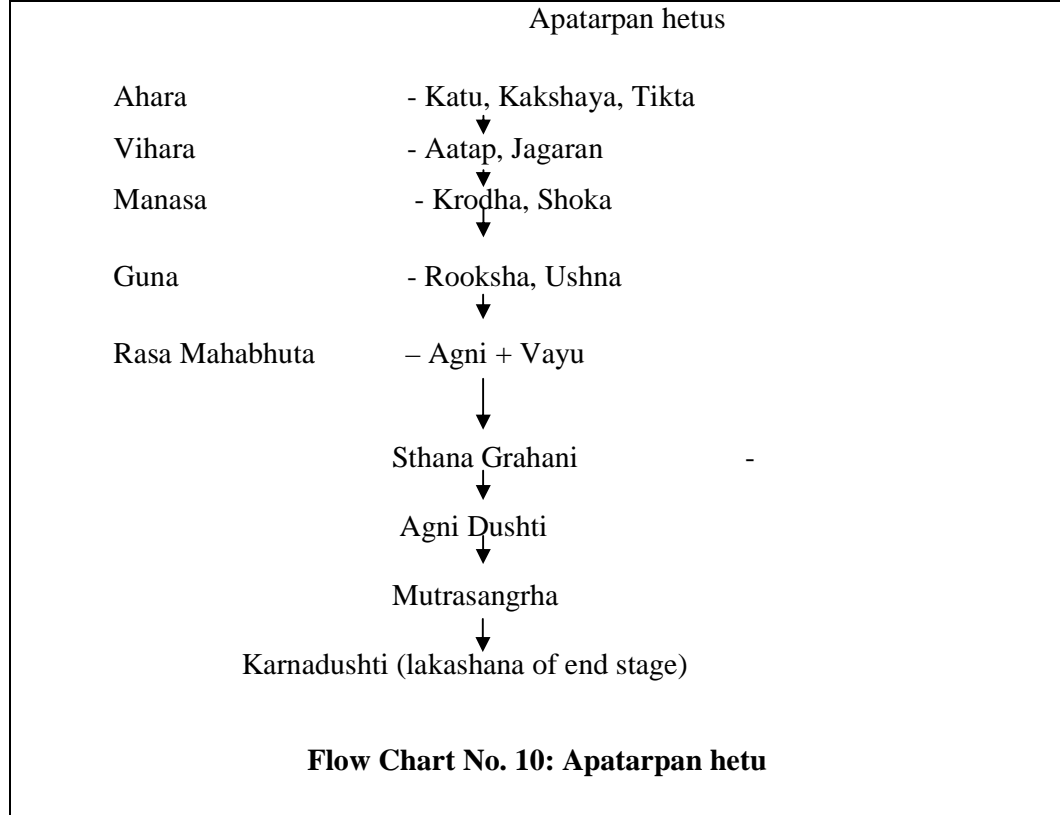 Apatarpan hetus
Ahara - Katu, Kakshaya, Tikta
Vihara - Aatap, Jagaran
Manasa - Krodha, Shoka
Guna - Rooksha, Ushna
Rasa Mahabhuta – Agni + Vayu
Sthana Grahani -
Agni Dushti
Mutrasangrha
Karnadushti (lakashana of end stage)
Flow Chart No. 10: Apatarpan hetu